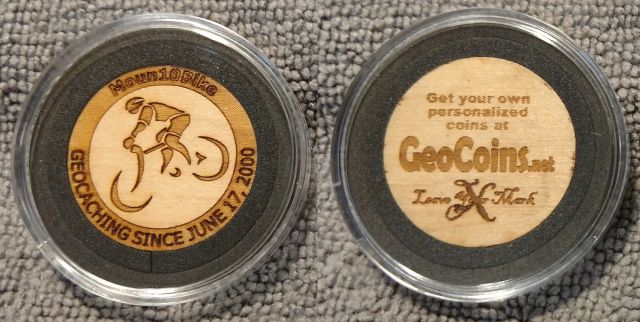 Moun10Bike
GEOCACHING SINCE JUNE 17, 2000
Get your own
personalized
coins at
GeoCoins.net
Leave Your Mark
X